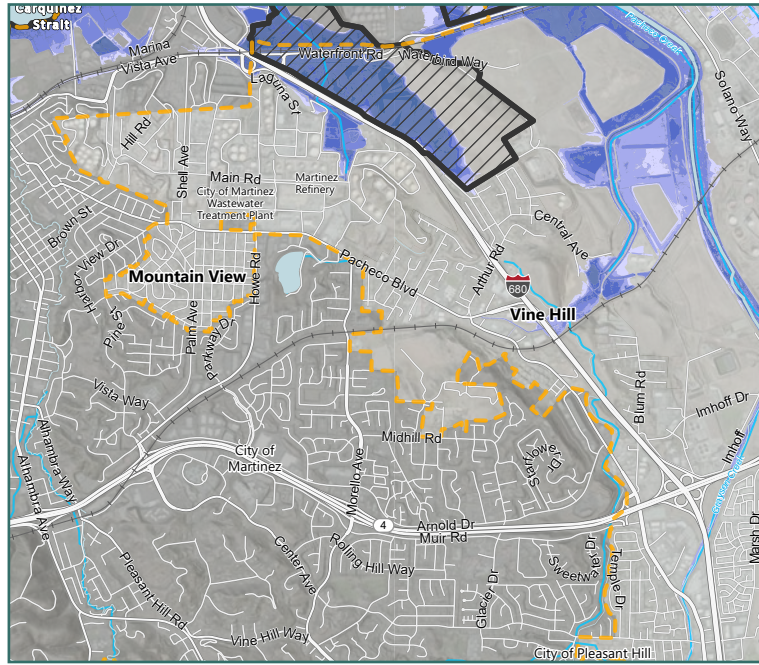 Carquinez
Strait
Marina
Vista Ave
Waterfront Rd
Waterbird Way
Pacheco Creek
Solano Way
Laguna St
Hill Rd
Shell Ave
Main Rd
City of Martinez
Wastewater
Treatment Plant
Martinez
Refinery
Brown St
Central Ave
View Dr
Harbor
Mountain View
Howe Rd
Pacheco Blvd
Arthur Rd
680
Vine Hill
Pine St
Palm Ave
Parkway Dr
Vista Way
Blum Rd
Imhoff Dr
Imhoff
Alhambra Way
Alhambra Ave
City of
Martinez
Midhill Rd
Starflower Dr
Morello Ave
4
Arnold Dr
Muir Rd
Grayson Creek
Marsh Dr
Pleasant Hill Rd
Center Ave
Rolling Hill Way
Glacier Dr
Sweetwater Dr
Temple Dr
Vine Hill Way
City of Pleasant Hill